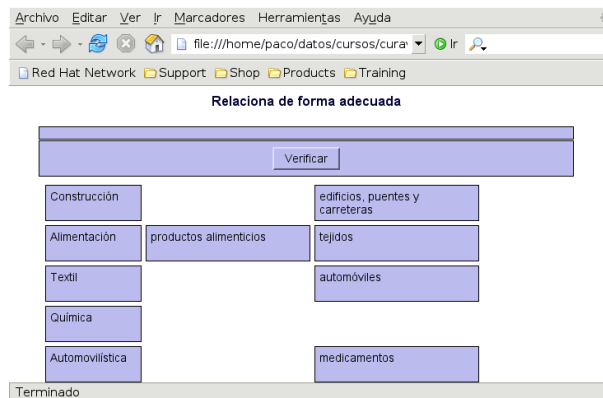 Archivo Editar Ver Ir Marcadores Herramientas Ayuda
file:///home/paco/datos/cursos/cura Ir
Red Hat Network Support Shop Products Training
Relaciona de forma adecuada
Verificar
Construcción edificios, puentes y
carreteras
Alimentación productos alimenticios tejidos
Textil automóviles
Química
Automovilística medicamentos
Terminado